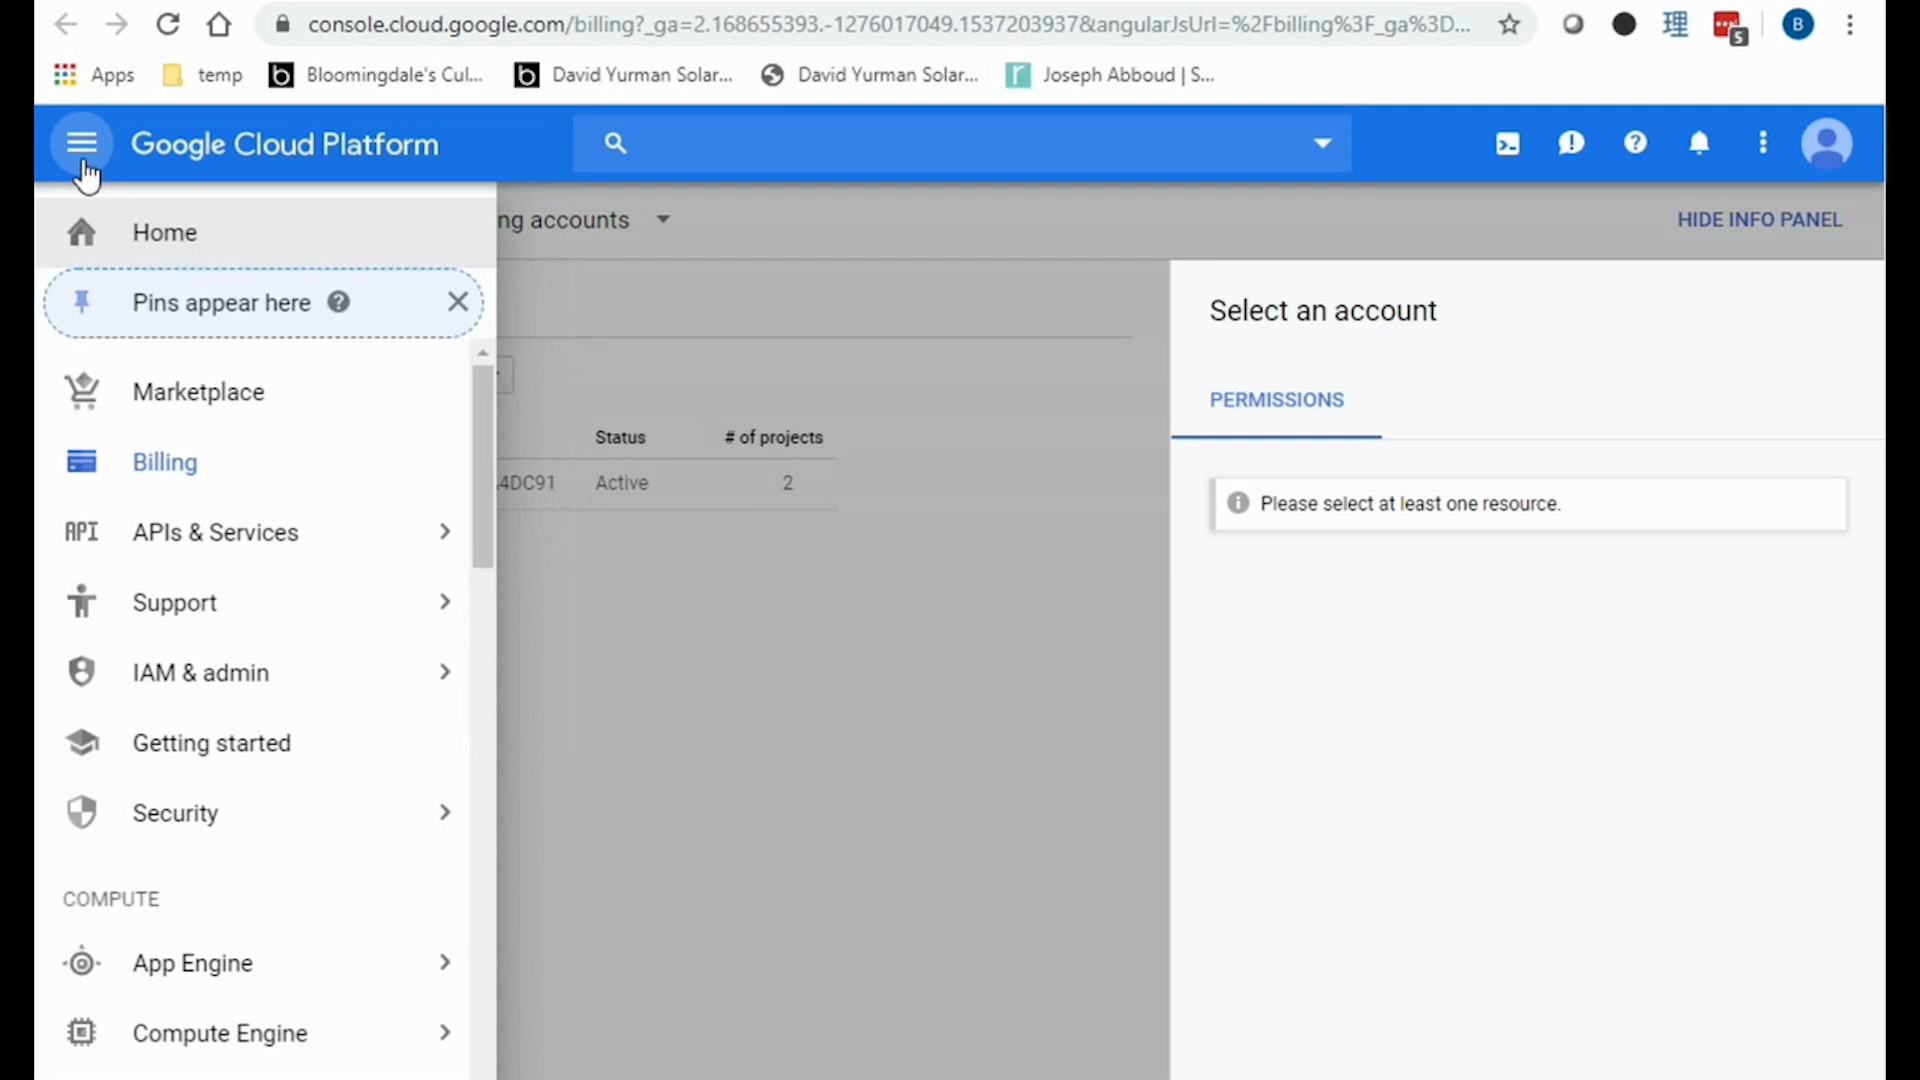 console.cloud.google.com/billing?_ga=2.168655393.-1276017049.1537203937&angularJsUrl=%2Fbilling%3F_ga%3D...
理
S
B
Apps
temp
b
Bloomingdale's Cul...
b
David Yurman Solar...
David Yurman Solar...
r
Joseph Abboud | S...
Google Cloud Platform
Home
ng accounts
HIDE INFO PANEL
Pins appear here
Select an account
Marketplace
PERMISSIONS
Status
# of projects
Billing
4DC91
Active
2
Please select at least one resource.
API
APIs & Services
Support
IAM & admin
Getting started
Security
COMPUTE
App Engine
Compute Engine